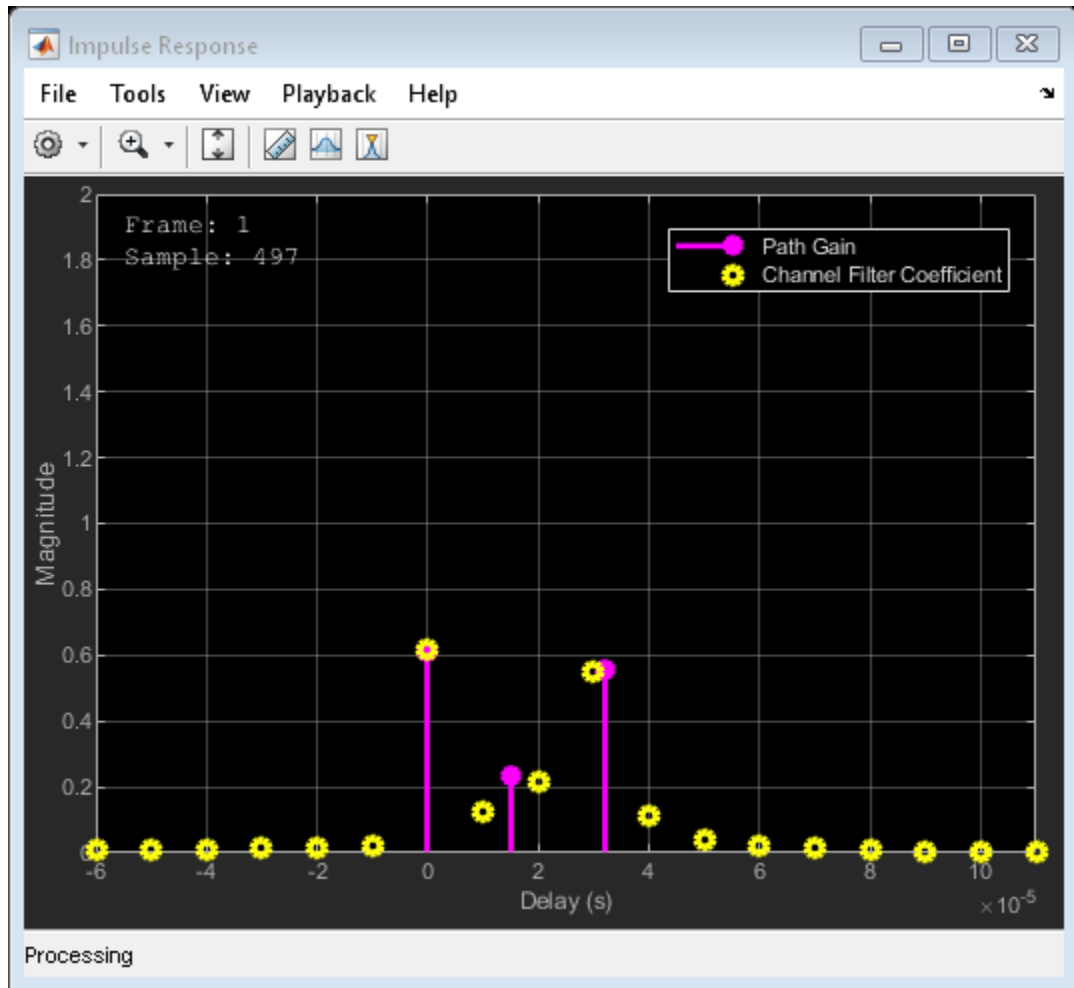 Impulse Response
File Tools View Playback Help
Frame: 1
Sample: 497
Path Gain
Channel Filter Coefficient
2
1.8
1.6
1.4
1.2
1
0.8
0.6
0.4
0.2
0
Magnitude
-6 -4 -2 0 2 4 6 8 10
Delay (s)
×10-5
Processing